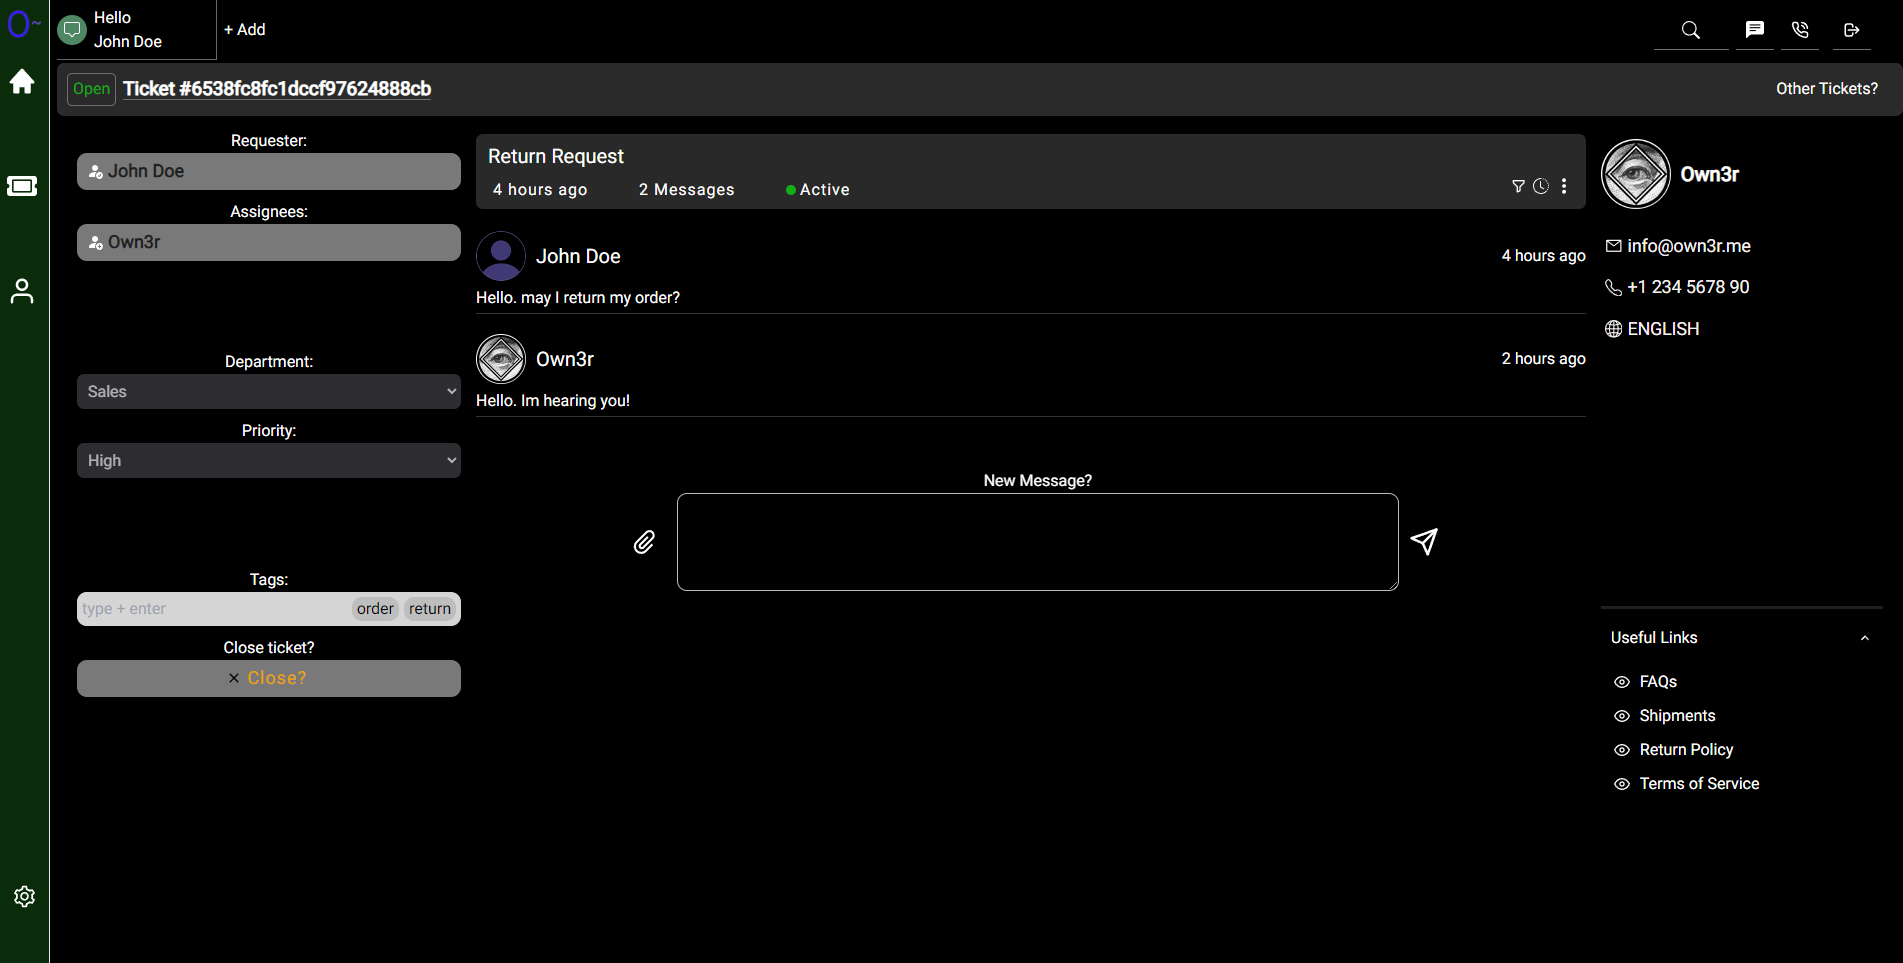 O~
Hello
John Doe
+ Add
Open
Ticket #6538fc8fc1dccf97624888cb
Other Tickets?
Requester:
John Doe
Assignees:
Own3r
Department:
Sales
Priority:
High
Tags:
type + enter
order
return
Close ticket?
× Close?
Return Request
4 hours ago
2 Messages
Active
John Doe
4 hours ago
Hello. may I return my order?
Own3r
2 hours ago
Hello. Im hearing you!
New Message?
Own3r
info@own3r.me
+1 234 5678 90
ENGLISH
Useful Links
FAQs
Shipments
Return Policy
Terms of Service